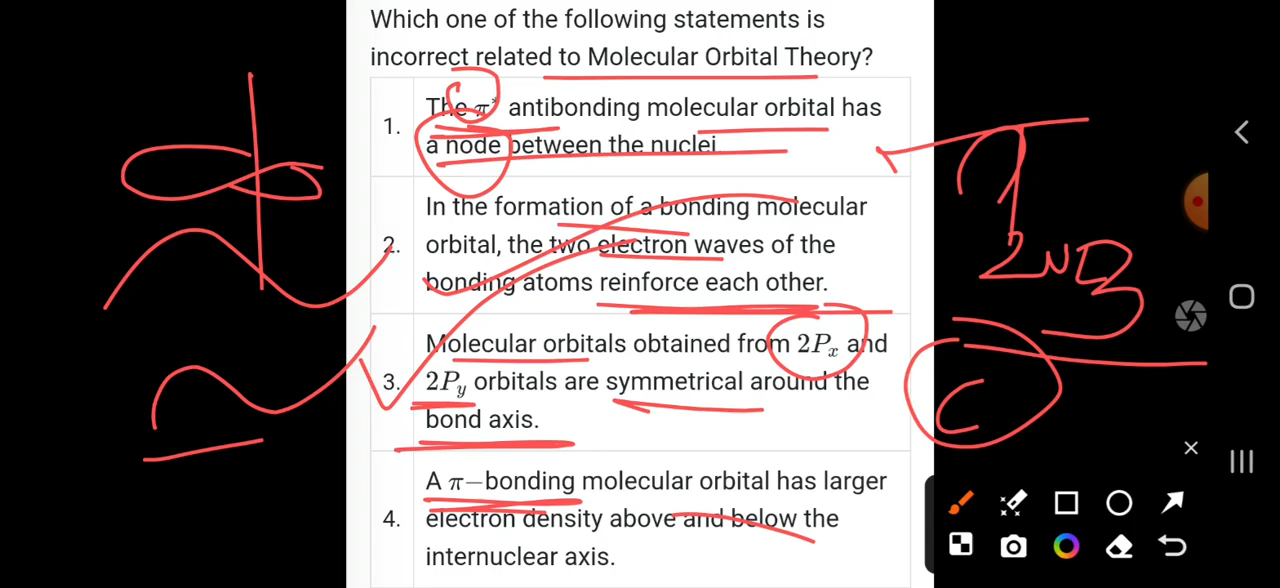 Which one of the following statements is
incorrect related to Molecular Orbital Theory?
1. The π* antibonding molecular orbital has
a node between the nuclei.
2. In the formation of a bonding molecular
orbital, the two electron waves of the
bonding atoms reinforce each other.
3. Molecular orbitals obtained from 2Pₓ and
2Pᵧ orbitals are symmetrical around the
bond axis.
4. A π−bonding molecular orbital has larger
electron density above and below the
internuclear axis.